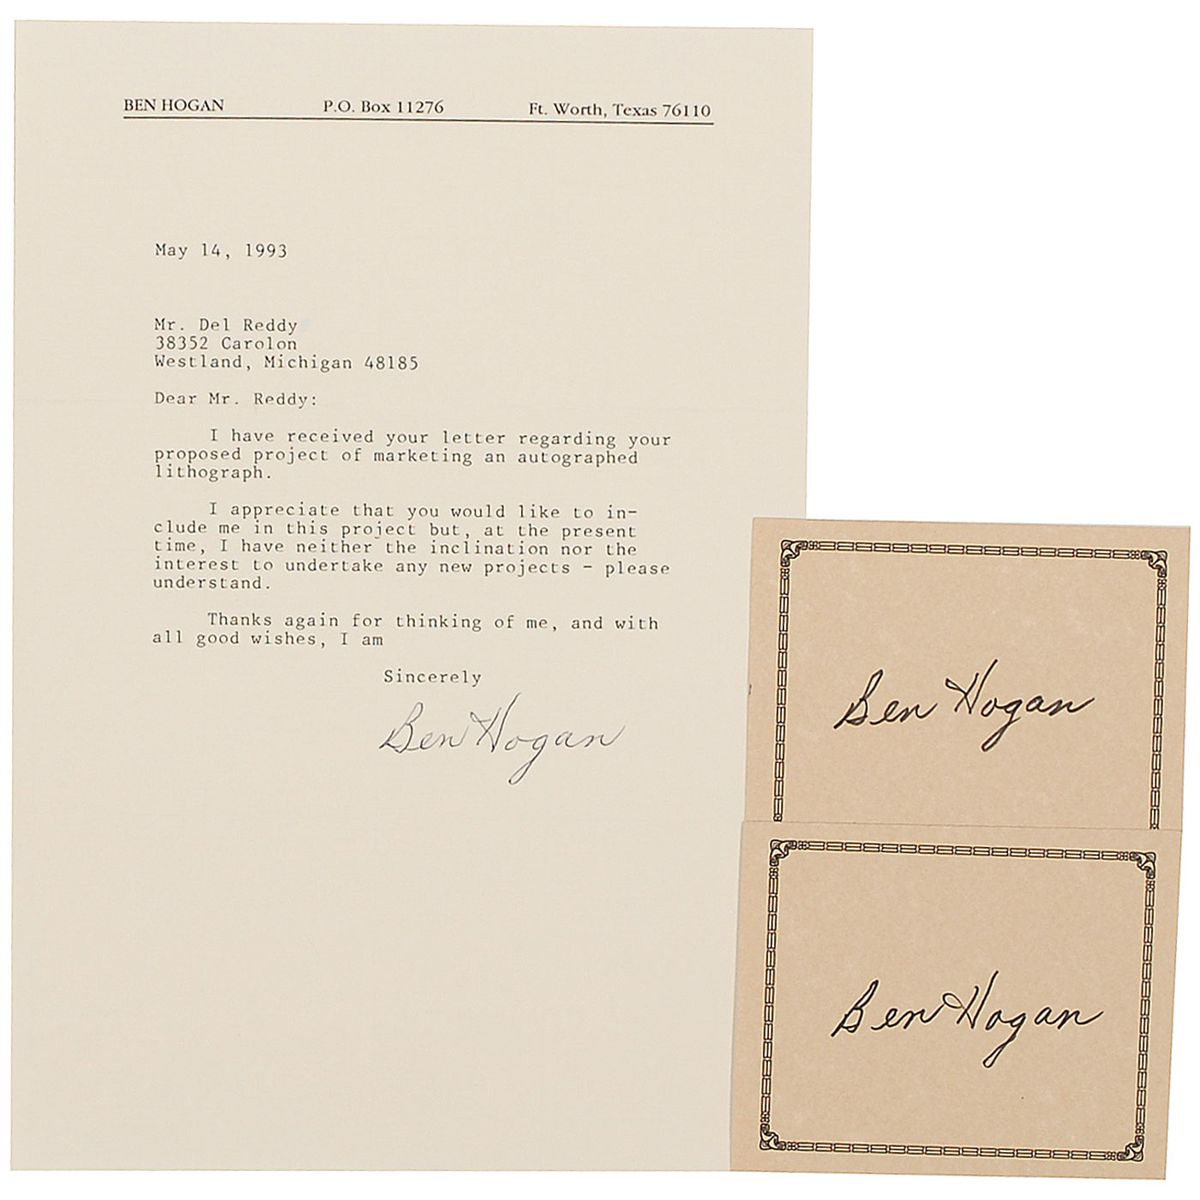 BEN HOGAN P.O. Box 11276 Ft. Worth, Texas 76110
May 14, 1993
Mr. Del Reddy
38352 Carolon
Westland, Michigan 48185
Dear Mr. Reddy:
I have received your letter regarding your
proposed project of marketing an autographed
lithograph.
I appreciate that you would like to in-
clude me in this project but, at the present
time, I have neither the inclination nor the
interest to undertake any new projects - please
understand.
Thanks again for thinking of me, and with
all good wishes, I am
Sincerely
Ben Hogan
Ben Hogan
Ben Hogan